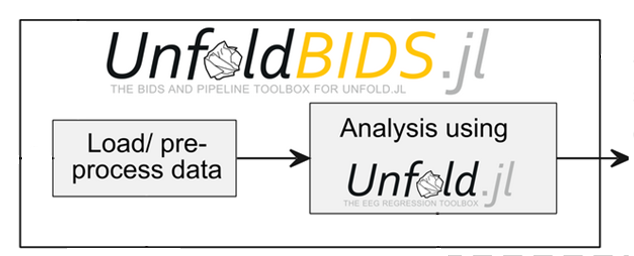 UnfoldBIDS.jl
THE BIDS AND PIPELINE TOOLBOX FOR UNFOLD.JL
Load/ pre-
process data
Analysis using
Unfold.jl
THE EEG REGRESSION TOOLBOX